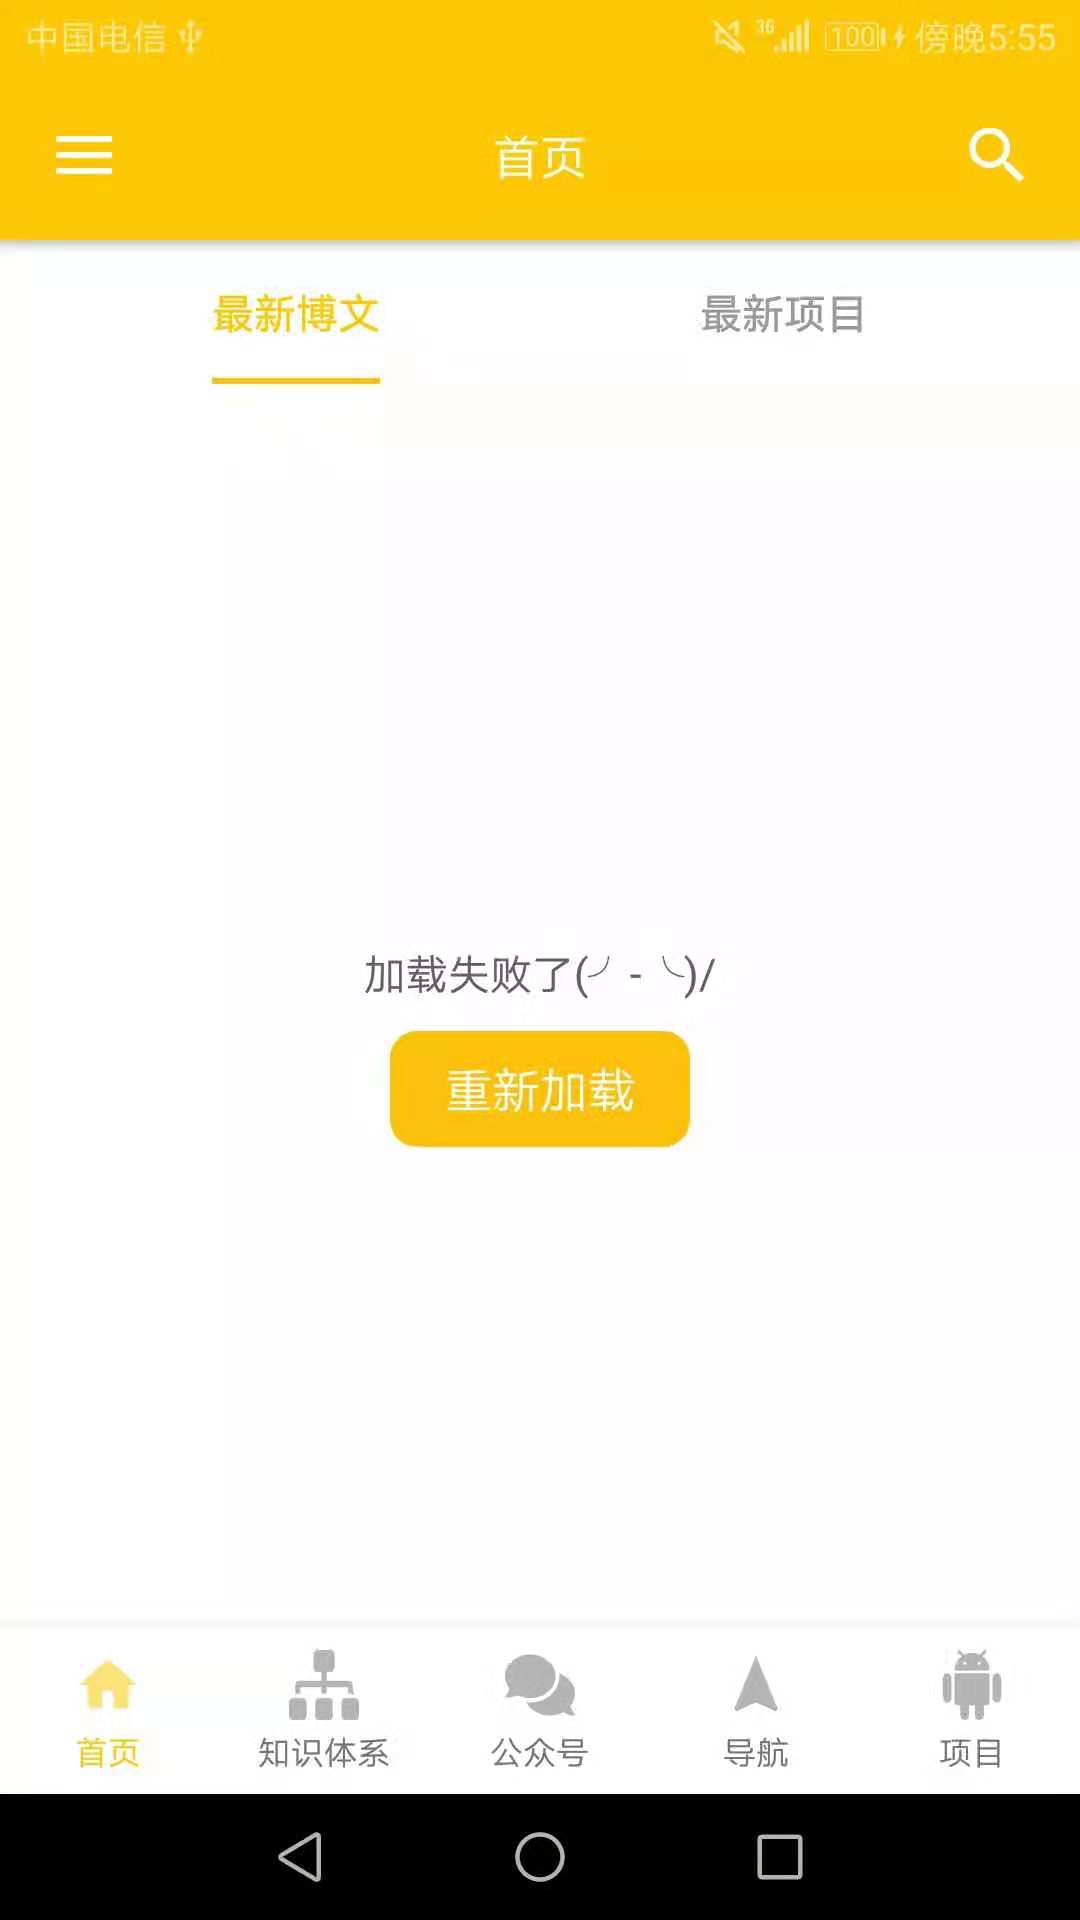 中国电信 3G 100 傍晚5:55
首页
最新博文 最新项目
加载失败了(╯-╰)/
重新加载
首页 知识体系 公众号 导航 项目